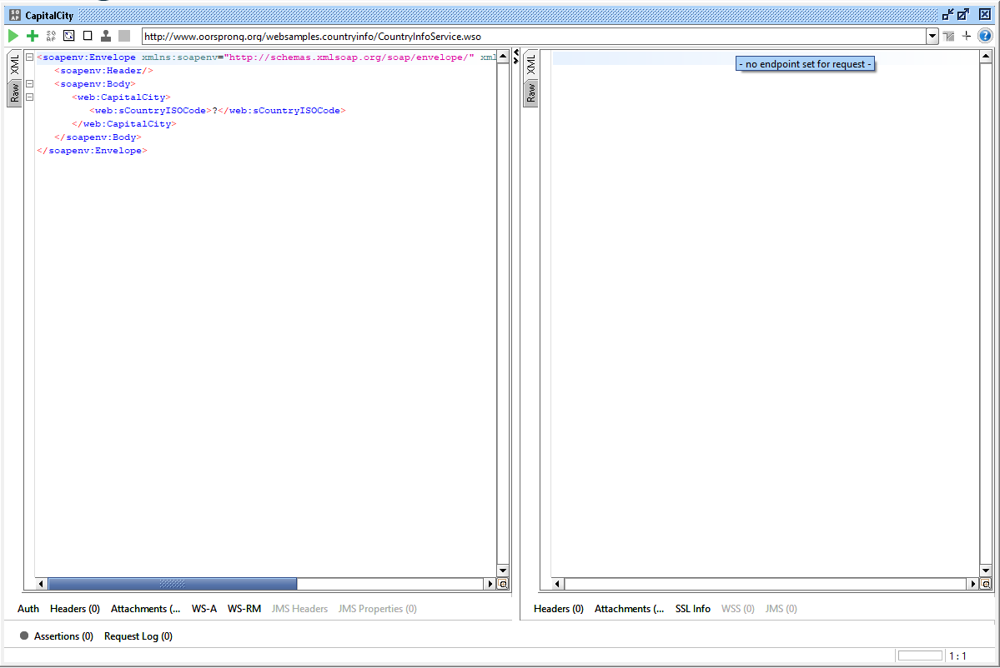 CapitalCity
http://www.oorsprong.org/websamples.countryinfo/CountryInfoService.wso
XML
Raw
<soapenv:Envelope xmlns:soapenv="http://schemas.xmlsoap.org/soap/envelope/" xml
<soapenv:Header/>
<soapenv:Body>
<web:CapitalCity>
<web:sCountryISOCode>?</web:sCountryISOCode>
</web:CapitalCity>
</soapenv:Body>
</soapenv:Envelope>
XML
Raw
- no endpoint set for request -
Auth Headers (0) Attachments (... WS-A WS-RM JMS Headers JMS Properties (0)
Headers (0) Attachments (... SSL Info WSS (0) JMS (0)
Assertions (0) Request Log (0)
1 : 1